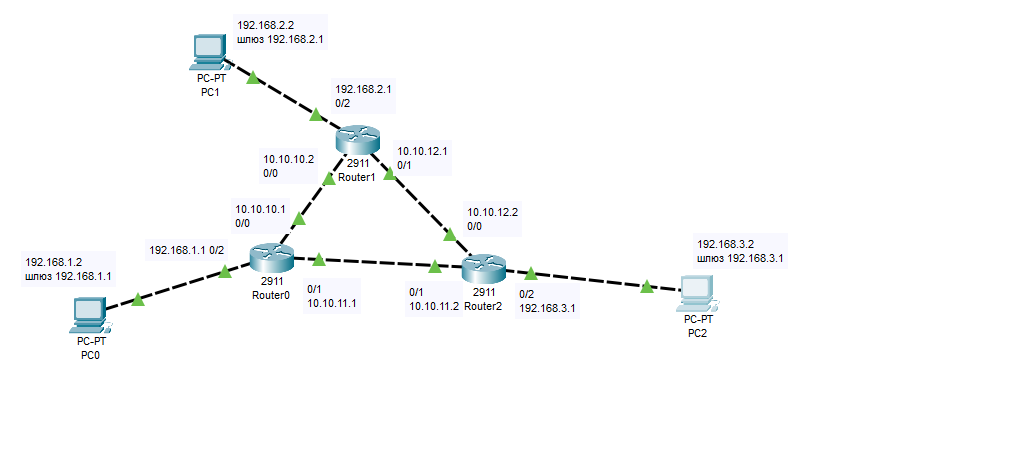 192.168.2.2
шлюз 192.168.2.1
PC-PT
PC1
192.168.2.1
0/2
2911
Router1
10.10.10.2
0/0
10.10.12.1
0/1
10.10.10.1
0/0
10.10.12.2
0/0
192.168.1.1 0/2
192.168.1.2
шлюз 192.168.1.1
PC-PT
PC0
2911
Router0
0/1
10.10.11.1
0/1
10.10.11.2
2911
Router2
0/2
192.168.3.1
192.168.3.2
шлюз 192.168.3.1
PC-PT
PC2